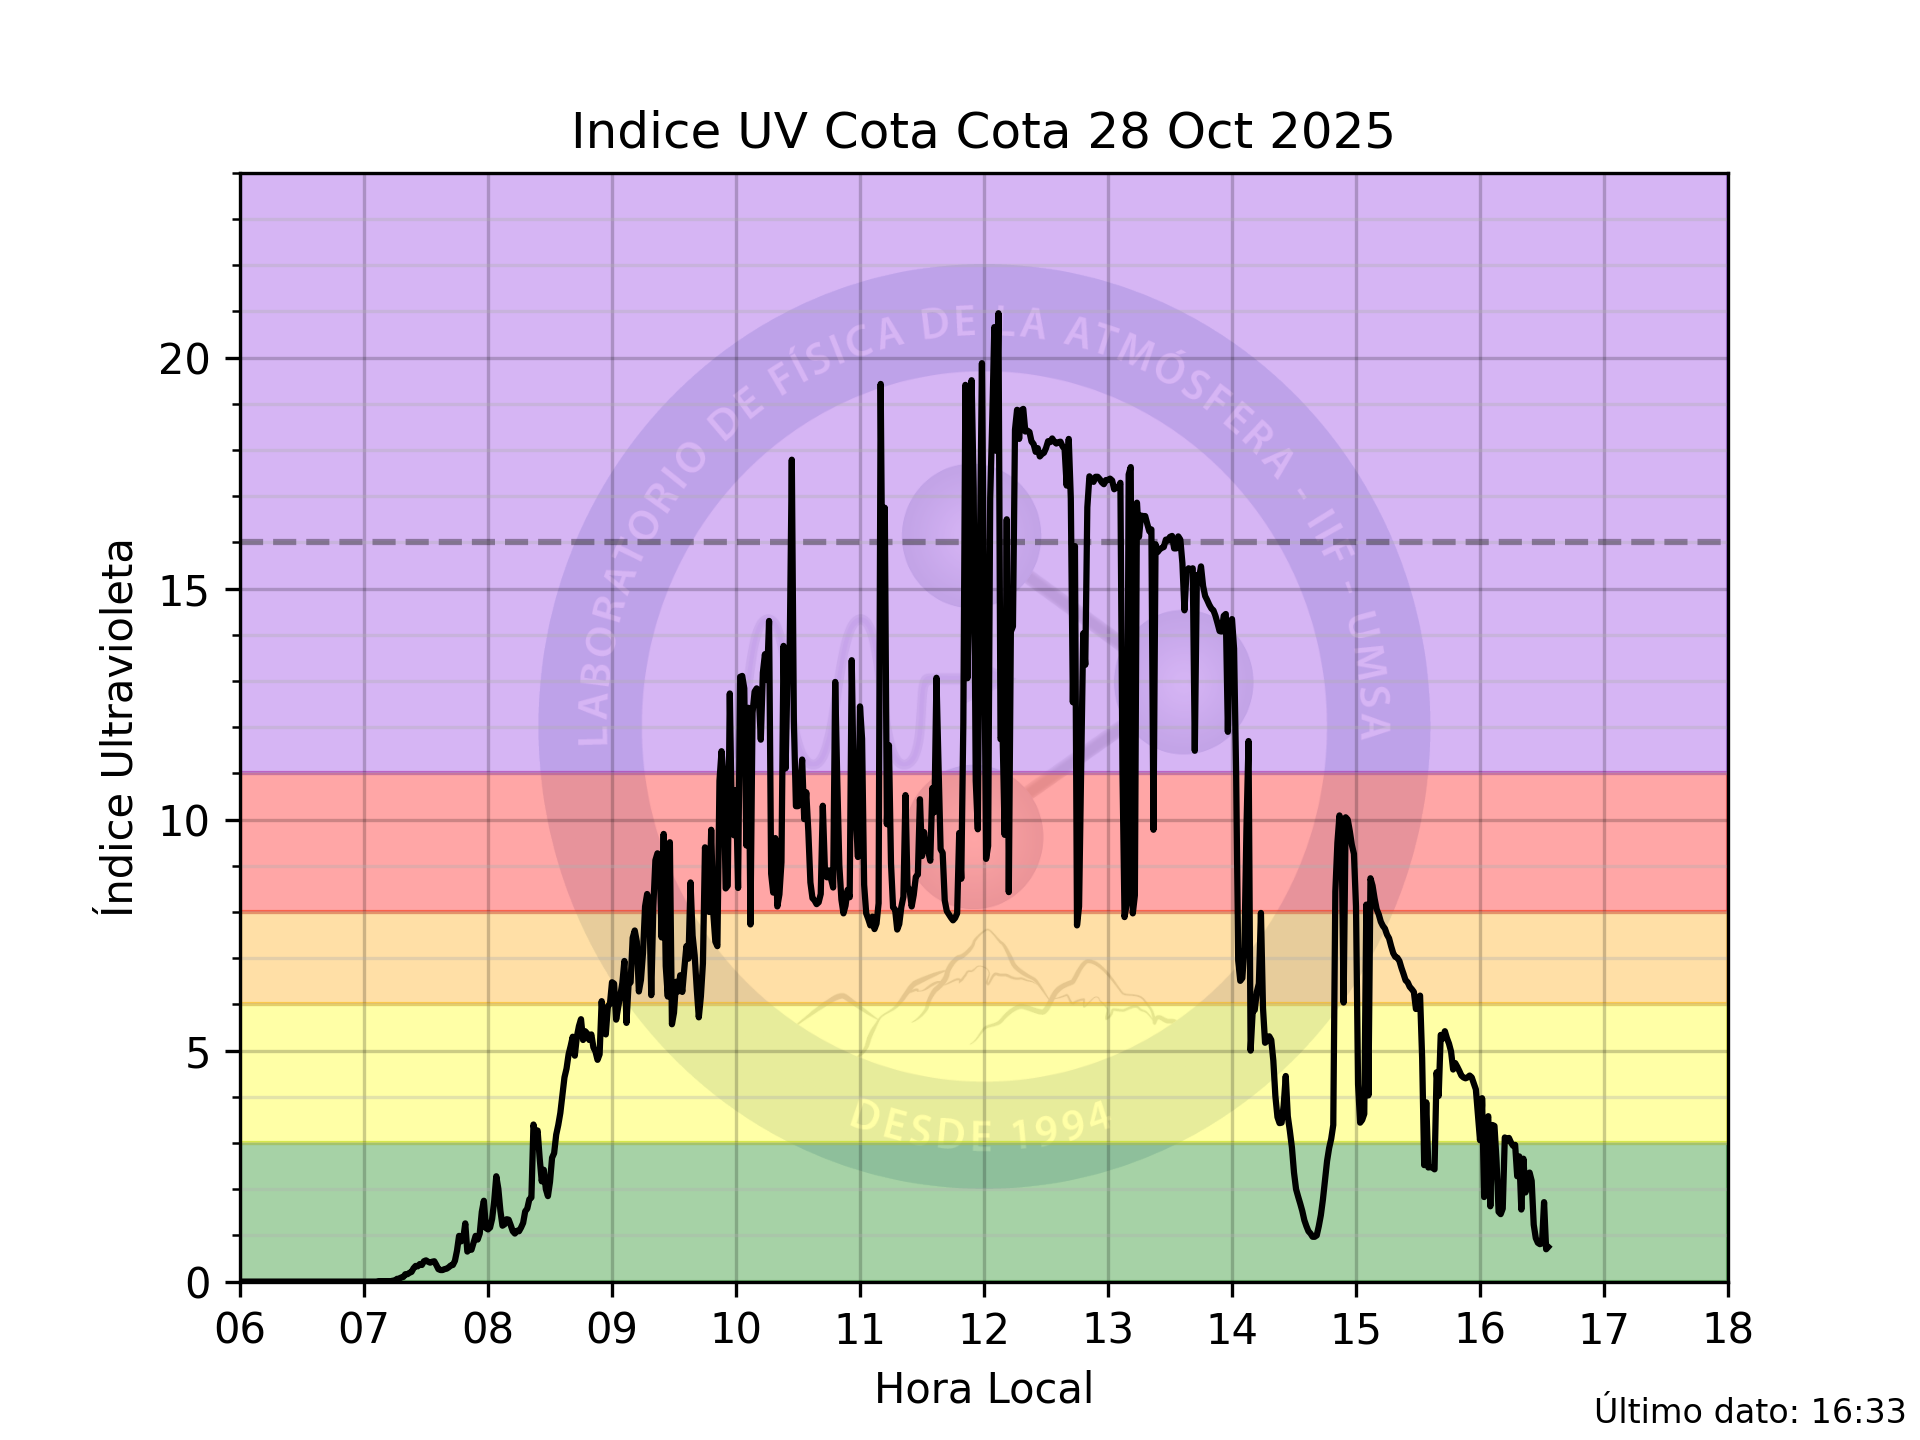 Indice UV Cota Cota 28 Oct 2025
Índice Ultravioleta
20
15
10
5
0
LABORATORIO DE FÍSICA DE LA ATMÓSFERA - IIF - UMSA
DESDE 1994
06 07 08 09 10 11 12 13 14 15 16 17 18
Hora Local
Último dato: 16:33